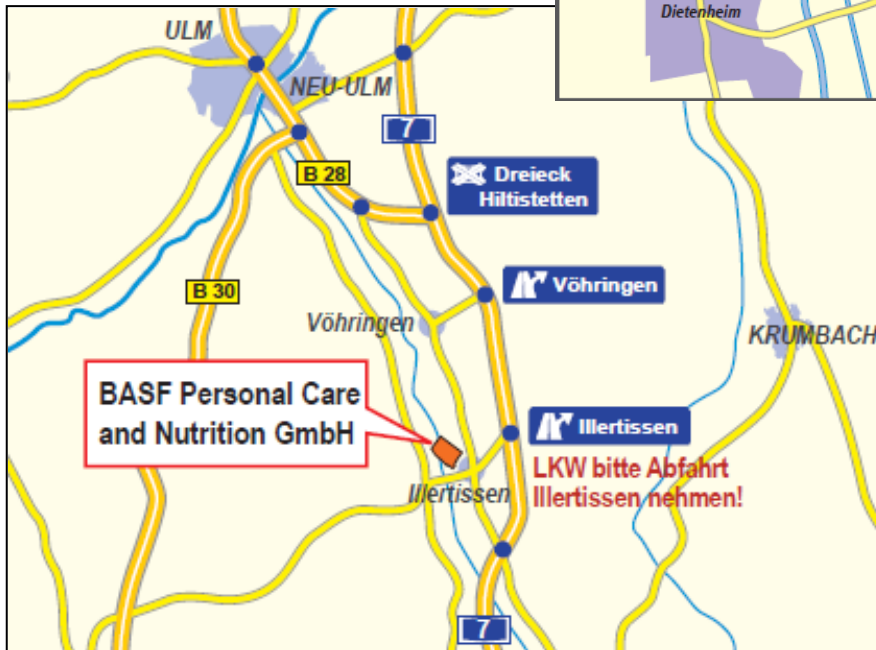 Dietenheim
ULM
NEU-ULM
7
B 28
Dreieck
Hiltistetten
B 30
Vöhringen
Vöhringen
KRUMBACH
BASF Personal Care
and Nutrition GmbH
Illertissen
LKW bitte Abfahrt
Illertissen nehmen!
Illertissen
7